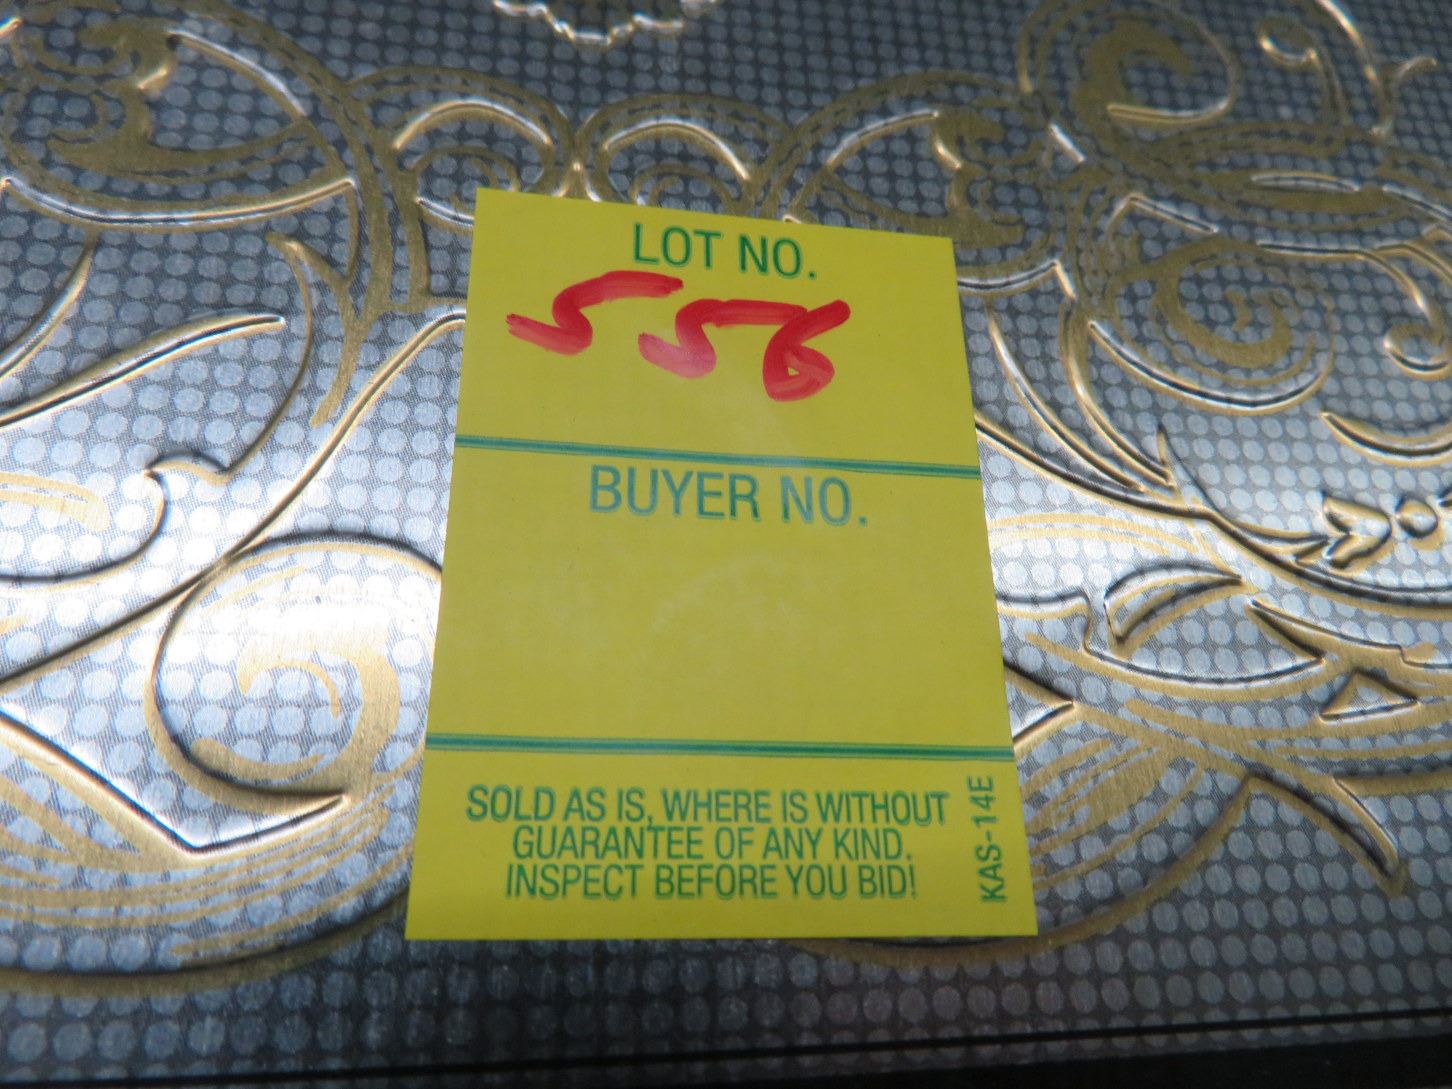 LOT NO.
556
BUYER NO.
SOLD AS IS, WHERE IS WITHOUT
GUARANTEE OF ANY KIND.
INSPECT BEFORE YOU BID!
KAS-14E